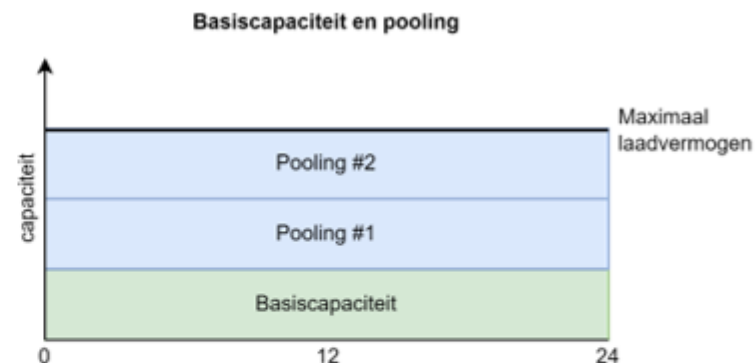 Basiscapaciteit en pooling
Maximaal
laadvermogen
capaciteit
Pooling #2
Pooling #1
Basiscapaciteit
0
12
24